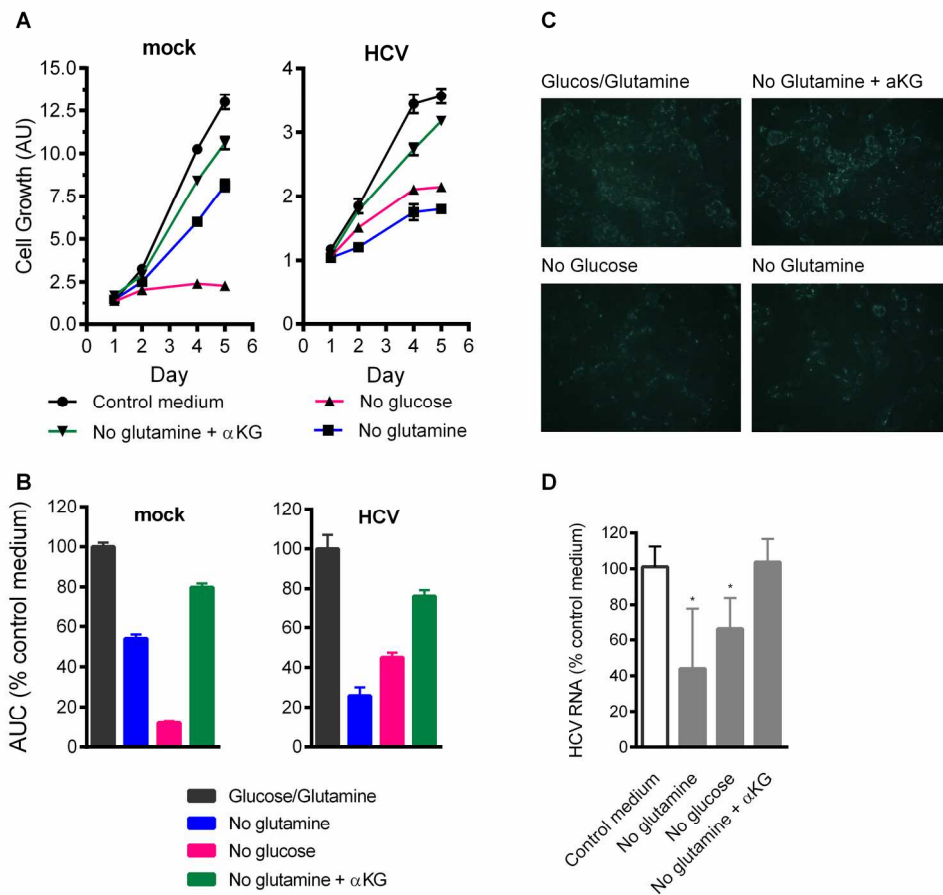 A
mock
HCV
Cell Growth (AU)
15.0
12.5
10.0
7.5
5.0
2.5
0.0
0 1 2 3 4 5 6
Day
4
3
2
1
0
0 1 2 3 4 5 6
Day
Control medium
No glutamine + αKG
No glucose
No glutamine
B
mock
HCV
AUC (% control medium)
120
100
80
60
40
20
0
120
100
80
60
40
20
0
Glucose/Glutamine
No glutamine
No glucose
No glutamine + αKG
C
Glucos/Glutamine
No Glutamine + aKG
No Glucose
No Glutamine
D
HCV RNA (% control medium)
120
100
80
60
40
20
0
* *
Control medium
No glutamine
No glucose
No glutamine + αKG